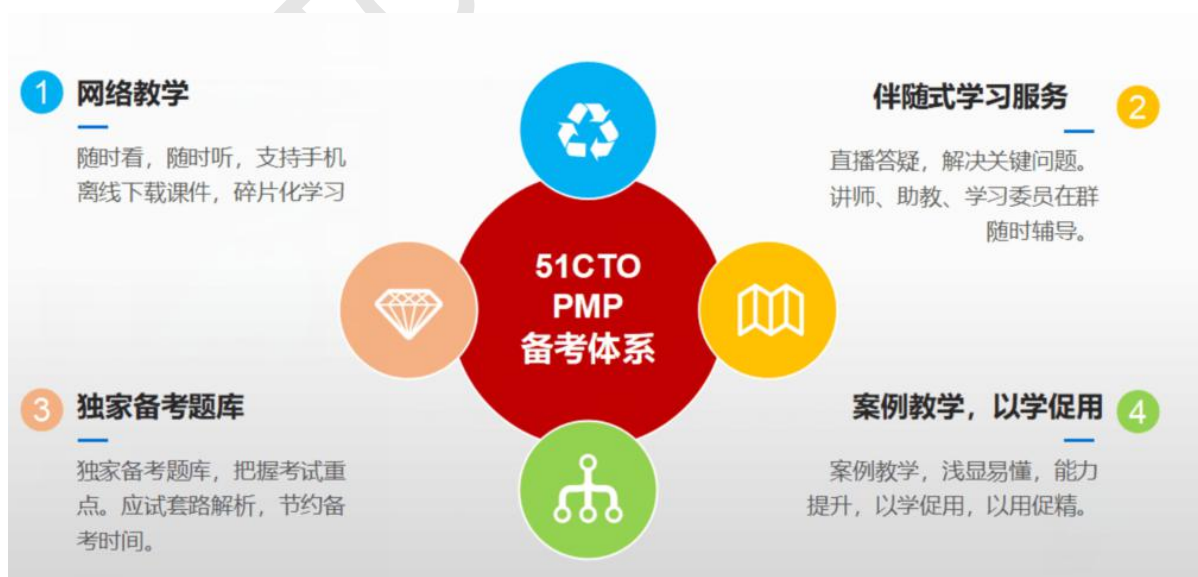 1 网络教学
随时看，随时听，支持手机
离线下载课件，碎片化学习
伴随式学习服务 2
直播答疑，解决关键问题。
讲师、助教、学习委员在群
随时辅导。
51CTO
PMP
备考体系
3 独家备考题库
独家备考题库，把握考试重
点。应试套路解析，节约备
考时间。
案例教学，以学促用 4
案例教学，浅显易懂，能力
提升，以学促用，以用促精。